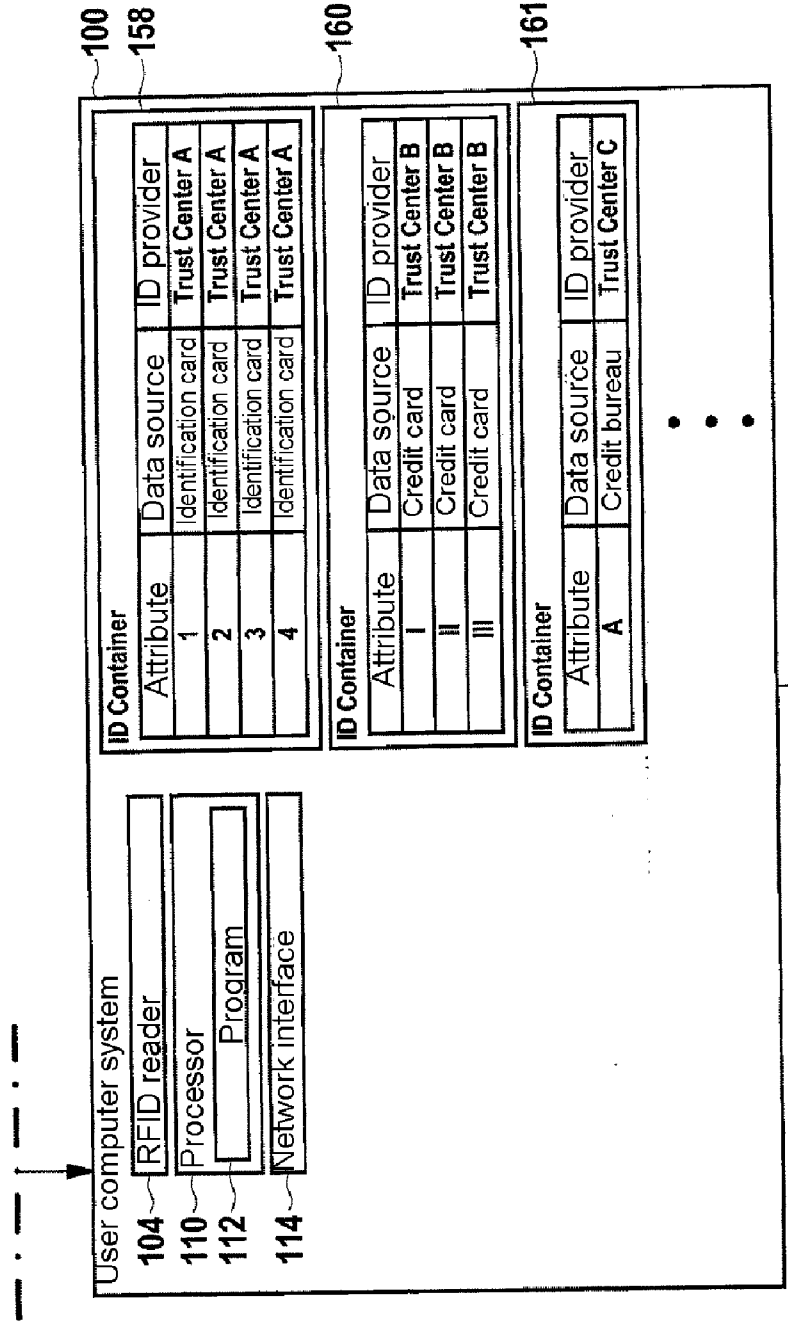 User computer system
104 RFID reader
110 Processor
112 Program
114 Network interface
100
158
ID Container
Attribute Data source ID provider
1 Identification card Trust Center A
2 Identification card Trust Center A
3 Identification card Trust Center A
4 Identification card Trust Center A
160
ID Container
Attribute Data source ID provider
I Credit card Trust Center B
II Credit card Trust Center B
III Credit card Trust Center B
161
ID Container
Attribute Data source ID provider
A Credit bureau Trust Center C